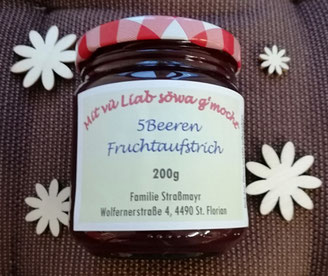 Mit vü Liab söwa g'mocht
5Beeren
Fruchtaufstrich
200g
Familie Straßmayr
Wolfernerstraße 4, 4490 St. Florian